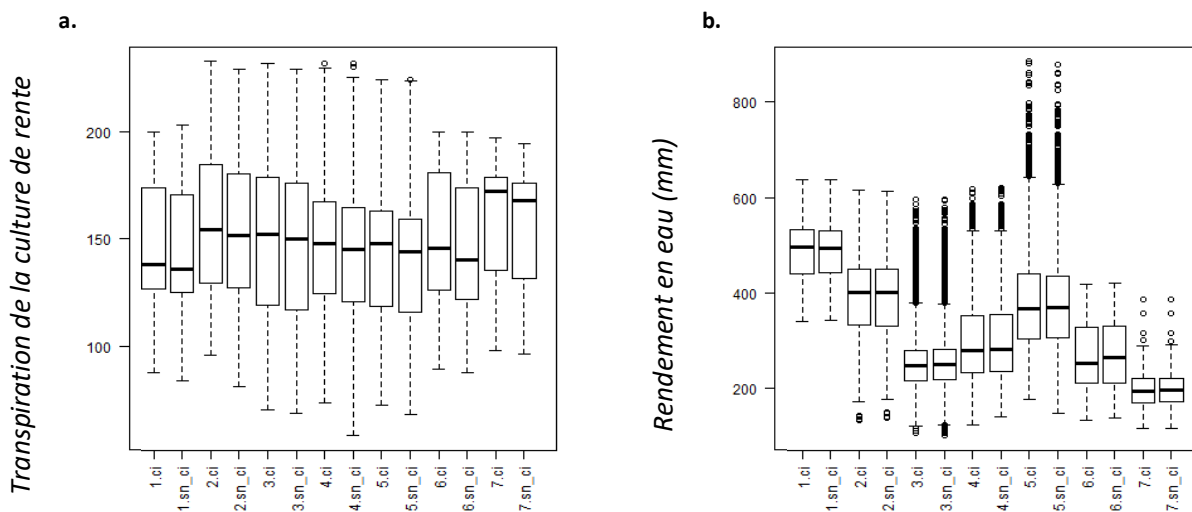 a.
Transpiration de la culture de rente
200
150
100
1.ci
1.sn_ci
2.ci
2.sn_ci
3.ci
3.sn_ci
4.ci
4.sn_ci
5.ci
5.sn_ci
6.ci
6.sn_ci
7.ci
7.sn_ci
b.
Rendement en eau (mm)
800
600
400
200
1.ci
1.sn_ci
2.ci
2.sn_ci
3.ci
3.sn_ci
4.ci
4.sn_ci
5.ci
5.sn_ci
6.ci
6.sn_ci
7.ci
7.sn_ci